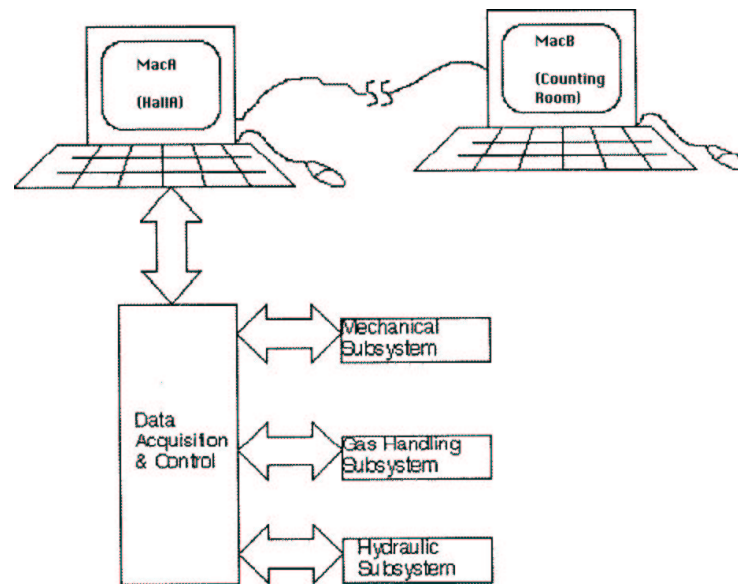 MacA
(HallA)
MacB
(Counting
Room)
Mechanical
Subsystem
Data
Acquisition
& Control
Gas Handling
Subsystem
Hydraulic
Subsystem